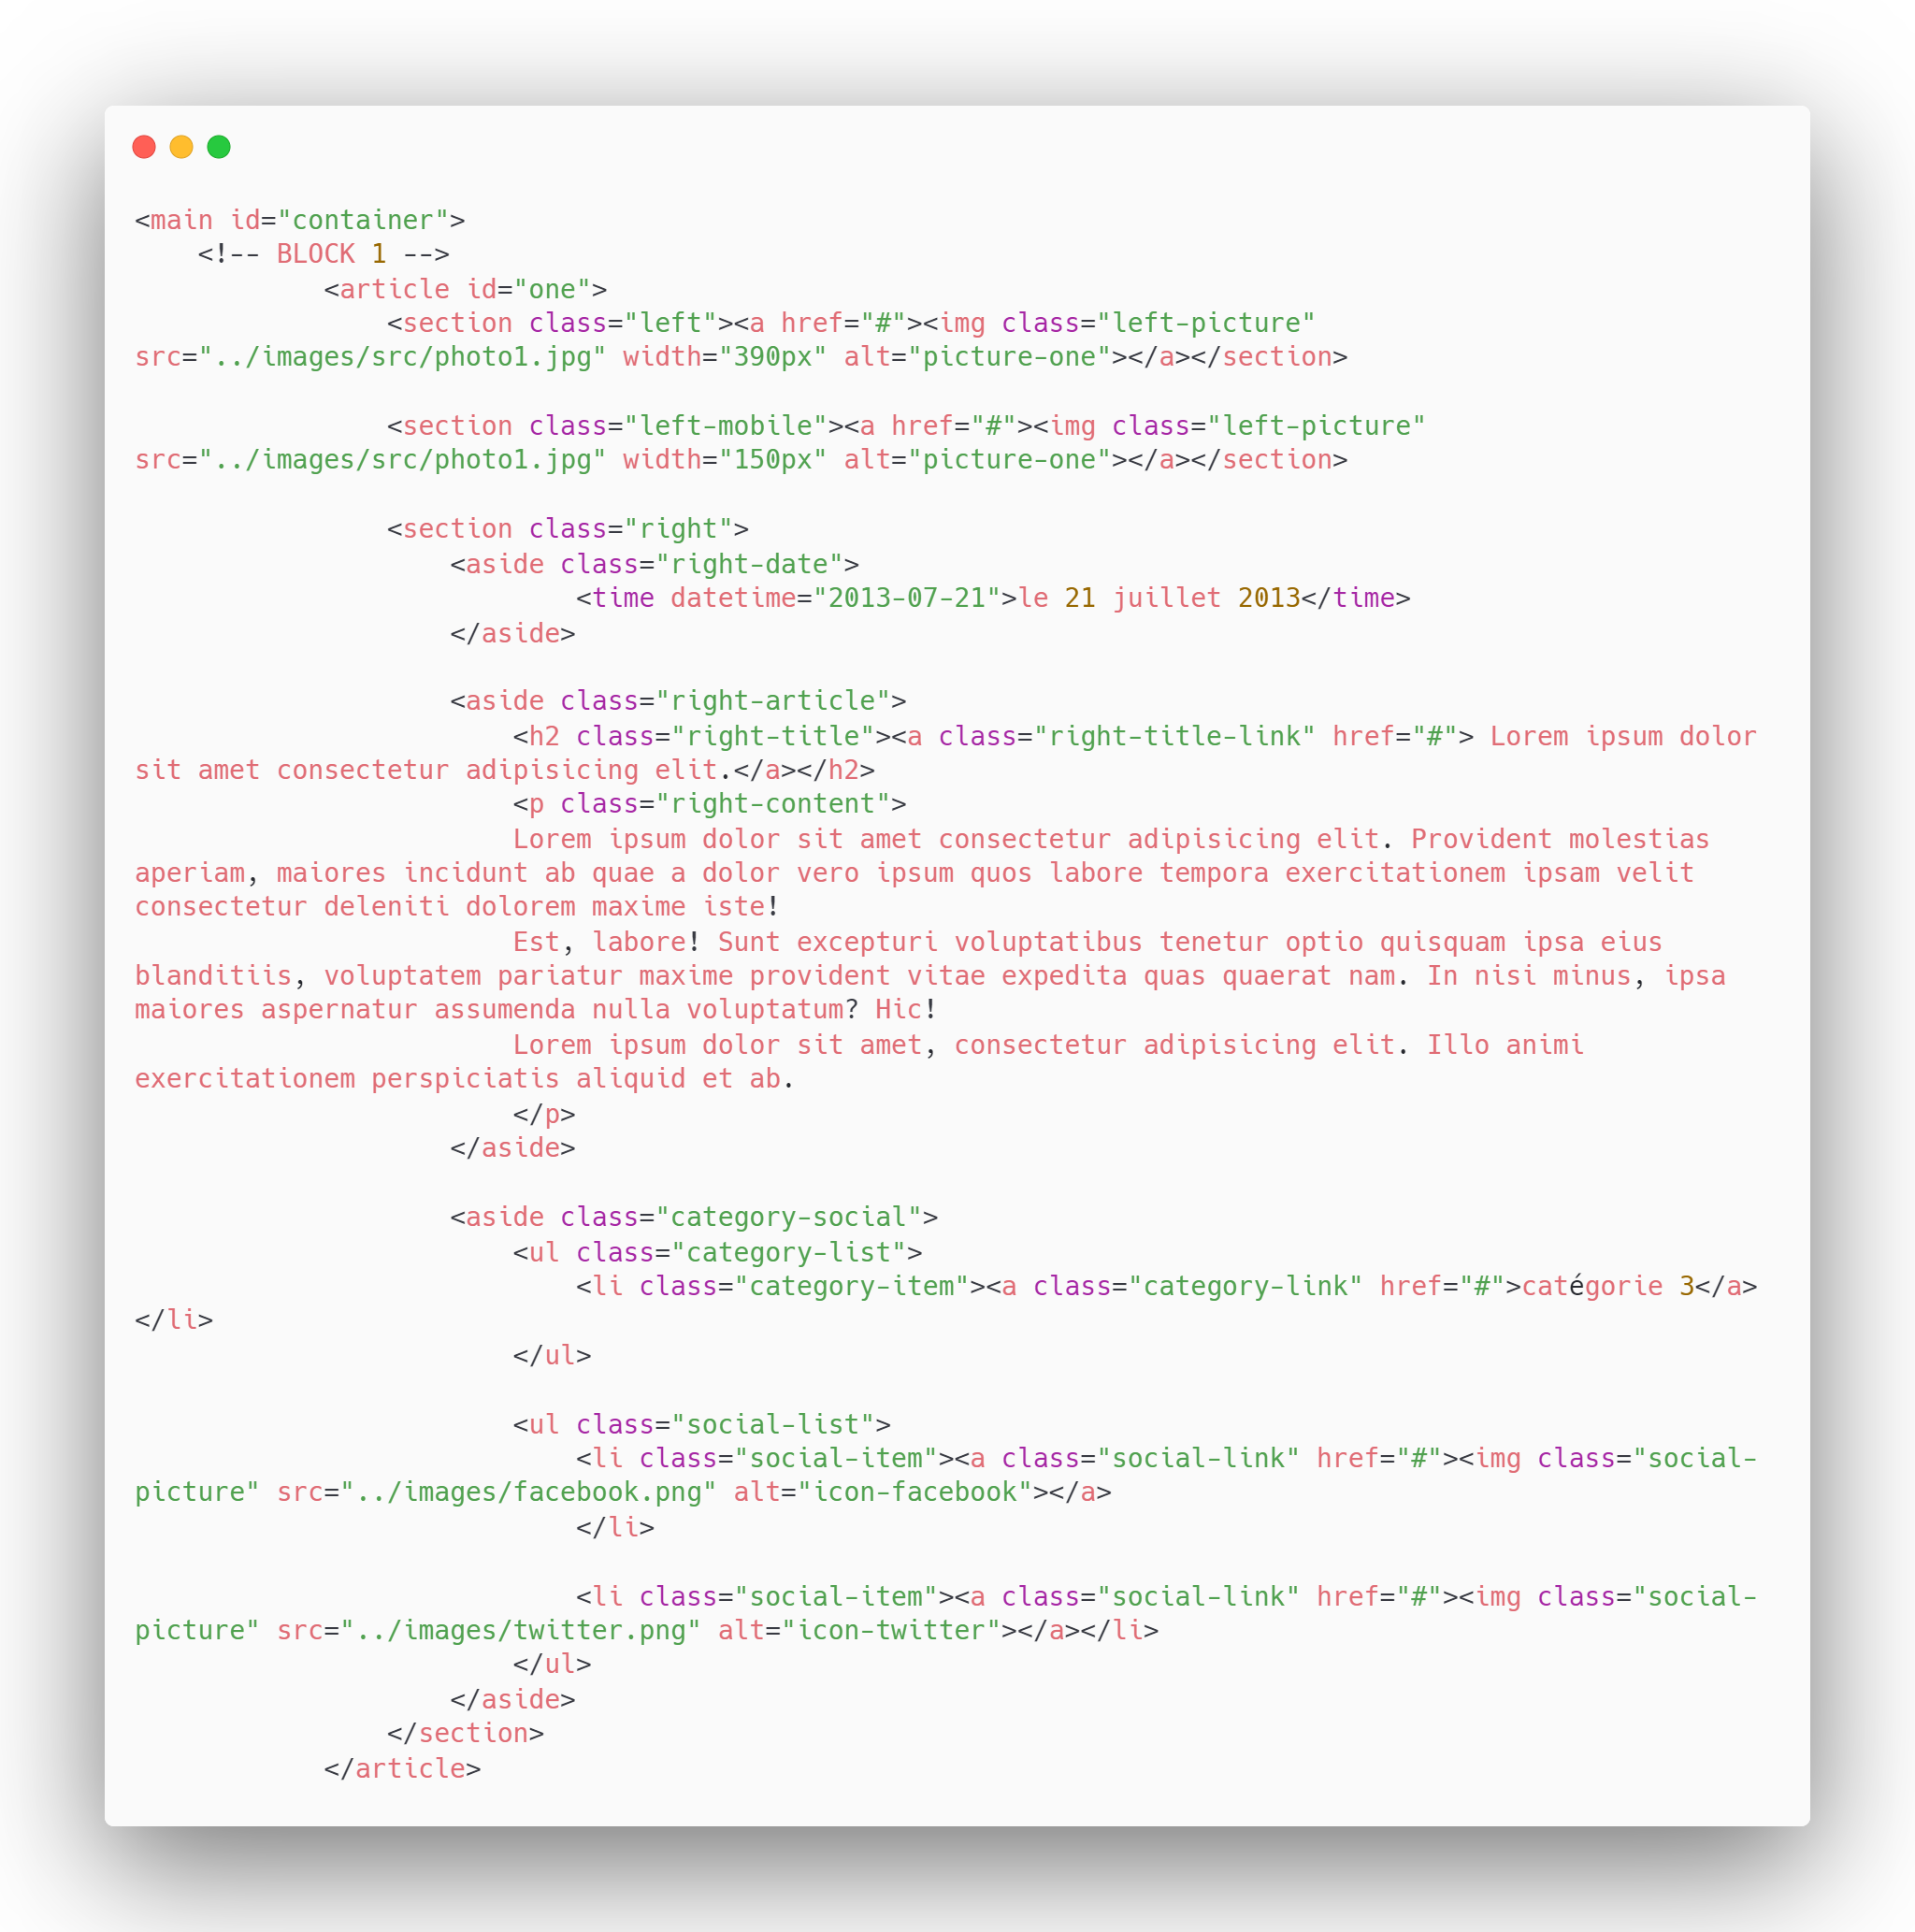 <main id="container">
    <!-- BLOCK 1 -->
            <article id="one">
                <section class="left"><a href="#"><img class="left-picture"
src="../images/src/photo1.jpg" width="390px" alt="picture-one"></a></section>

                <section class="left-mobile"><a href="#"><img class="left-picture"
src="../images/src/photo1.jpg" width="150px" alt="picture-one"></a></section>

                <section class="right">
                    <aside class="right-date">
                            <time datetime="2013-07-21">le 21 juillet 2013</time>
                    </aside>

                    <aside class="right-article">
                        <h2 class="right-title"><a class="right-title-link" href="#"> Lorem ipsum dolor
sit amet consectetur adipisicing elit.</a></h2>
                        <p class="right-content">
                        Lorem ipsum dolor sit amet consectetur adipisicing elit. Provident molestias
aperiam, maiores incidunt ab quae a dolor vero ipsum quos labore tempora exercitationem ipsam velit
consectetur deleniti dolorem maxime iste!
                        Est, labore! Sunt excepturi voluptatibus tenetur optio quisquam ipsa eius
blanditiis, voluptatem pariatur maxime provident vitae expedita quas quaerat nam. In nisi minus, ipsa
maiores aspernatur assumenda nulla voluptatum? Hic!
                        Lorem ipsum dolor sit amet, consectetur adipisicing elit. Illo animi
exercitationem perspiciatis aliquid et ab.
                        </p>
                    </aside>

                    <aside class="category-social">
                        <ul class="category-list">
                            <li class="category-item"><a class="category-link" href="#">catégorie 3</a>
</li>
                        </ul>

                        <ul class="social-list">
                            <li class="social-item"><a class="social-link" href="#"><img class="social-
picture" src="../images/facebook.png" alt="icon-facebook"></a>
                            </li>

                            <li class="social-item"><a class="social-link" href="#"><img class="social-
picture" src="../images/twitter.png" alt="icon-twitter"></a></li>
                        </ul>
                    </aside>
                </section>
            </article>